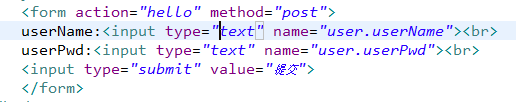 <form action="hello" method="post">
userName:<input type="text" name="user.userName"><br>
userPwd:<input type="text" name="user.userPwd"><br>
<input type="submit" value="提交">
</form>